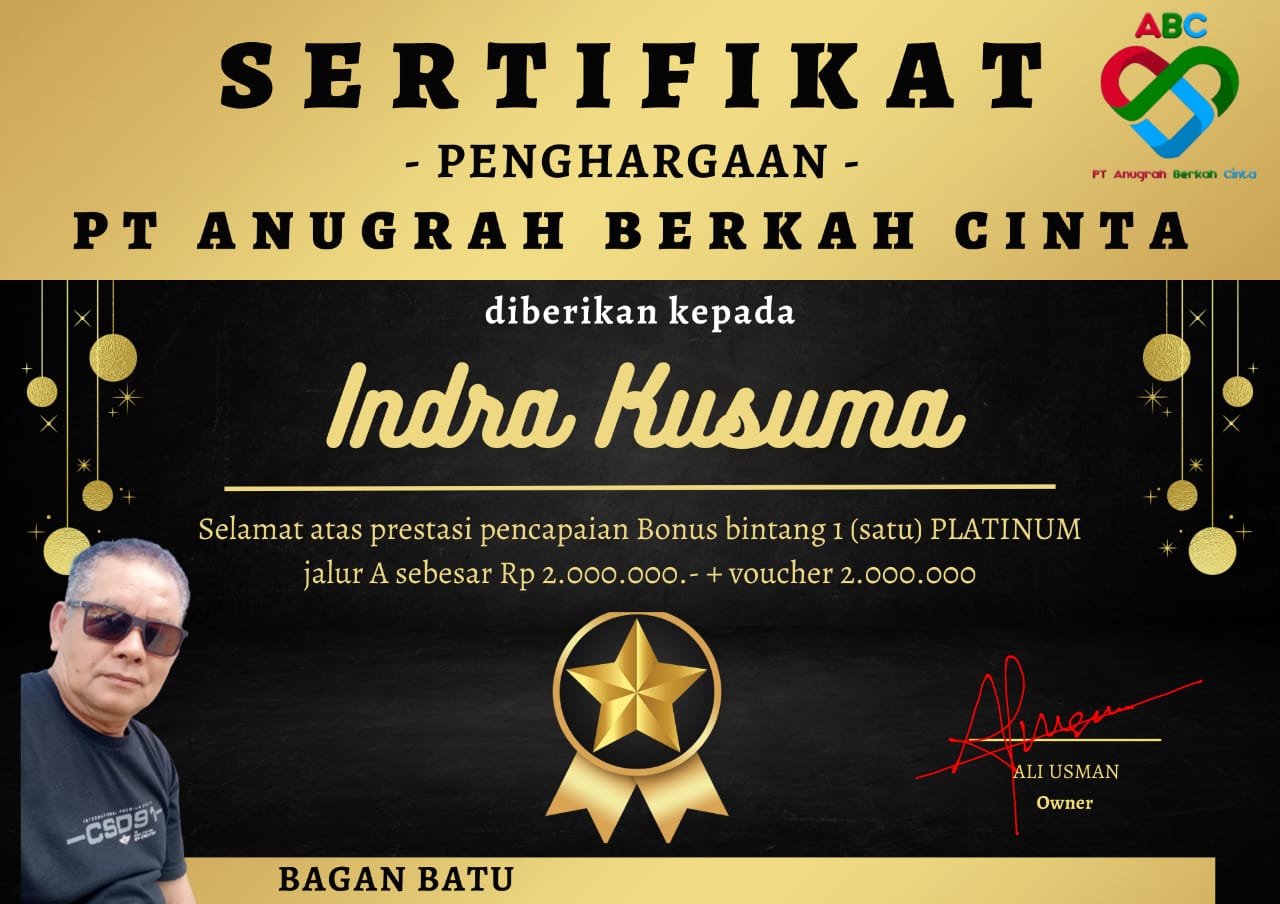 SERTIFIKAT
- PENGHARGAAN -
PT ANUGRAH BERKAH CINTA
ABC
PT Anugrah Berkah Cinta
diberikan kepada
Indra Kusuma
Selamat atas prestasi pencapaian Bonus bintang 1 (satu) PLATINUM
jalur A sebesar Rp 2.000.000.- + voucher 2.000.000
ALI USMAN
Owner
CSD91
BAGAN BATU